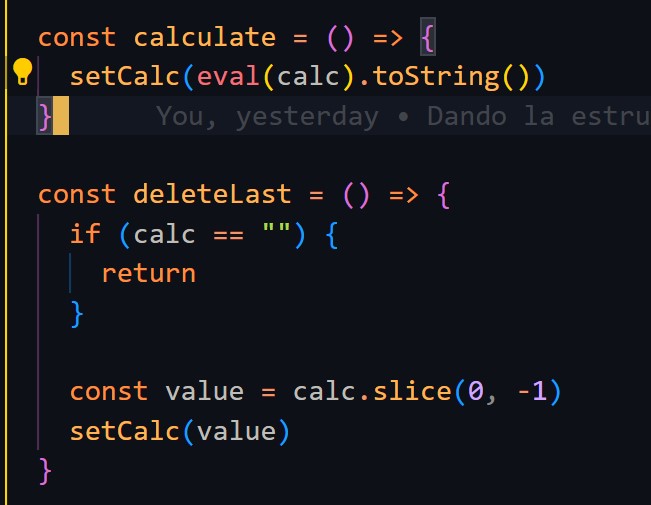 const calculate = () => {
setCalc(eval(calc).toString())
} You, yesterday • Dando la estru
const deleteLast = () => {
if (calc == "") {
return
}
const value = calc.slice(0, -1)
setCalc(value)
}